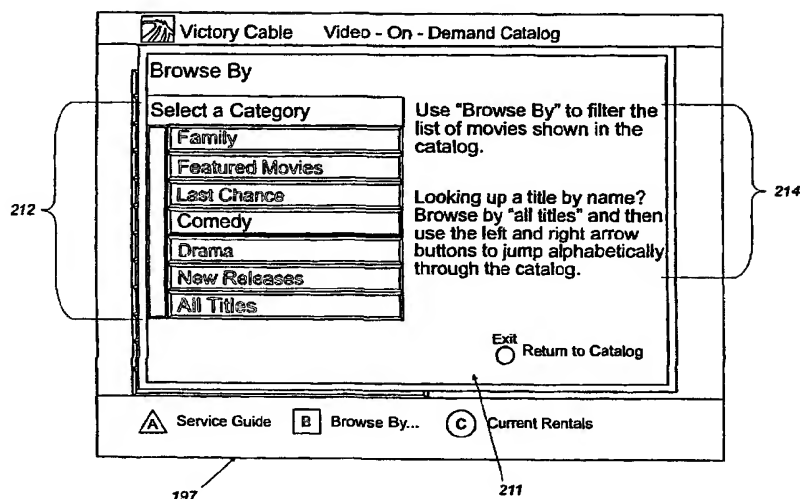 Victory Cable Video - On - Demand Catalog
Browse By
Select a Category
Family
Featured Movies
Last Chance
Comedy
Drama
New Releases
All Titles
Use "Browse By" to filter the
list of movies shown in the
catalog.
Looking up a title by name?
Browse by "all titles" and then
use the left and right arrow
buttons to jump alphabetically
through the catalog.
Exit
Return to Catalog
A Service Guide B Browse By... C Current Rentals
212
214
197
211